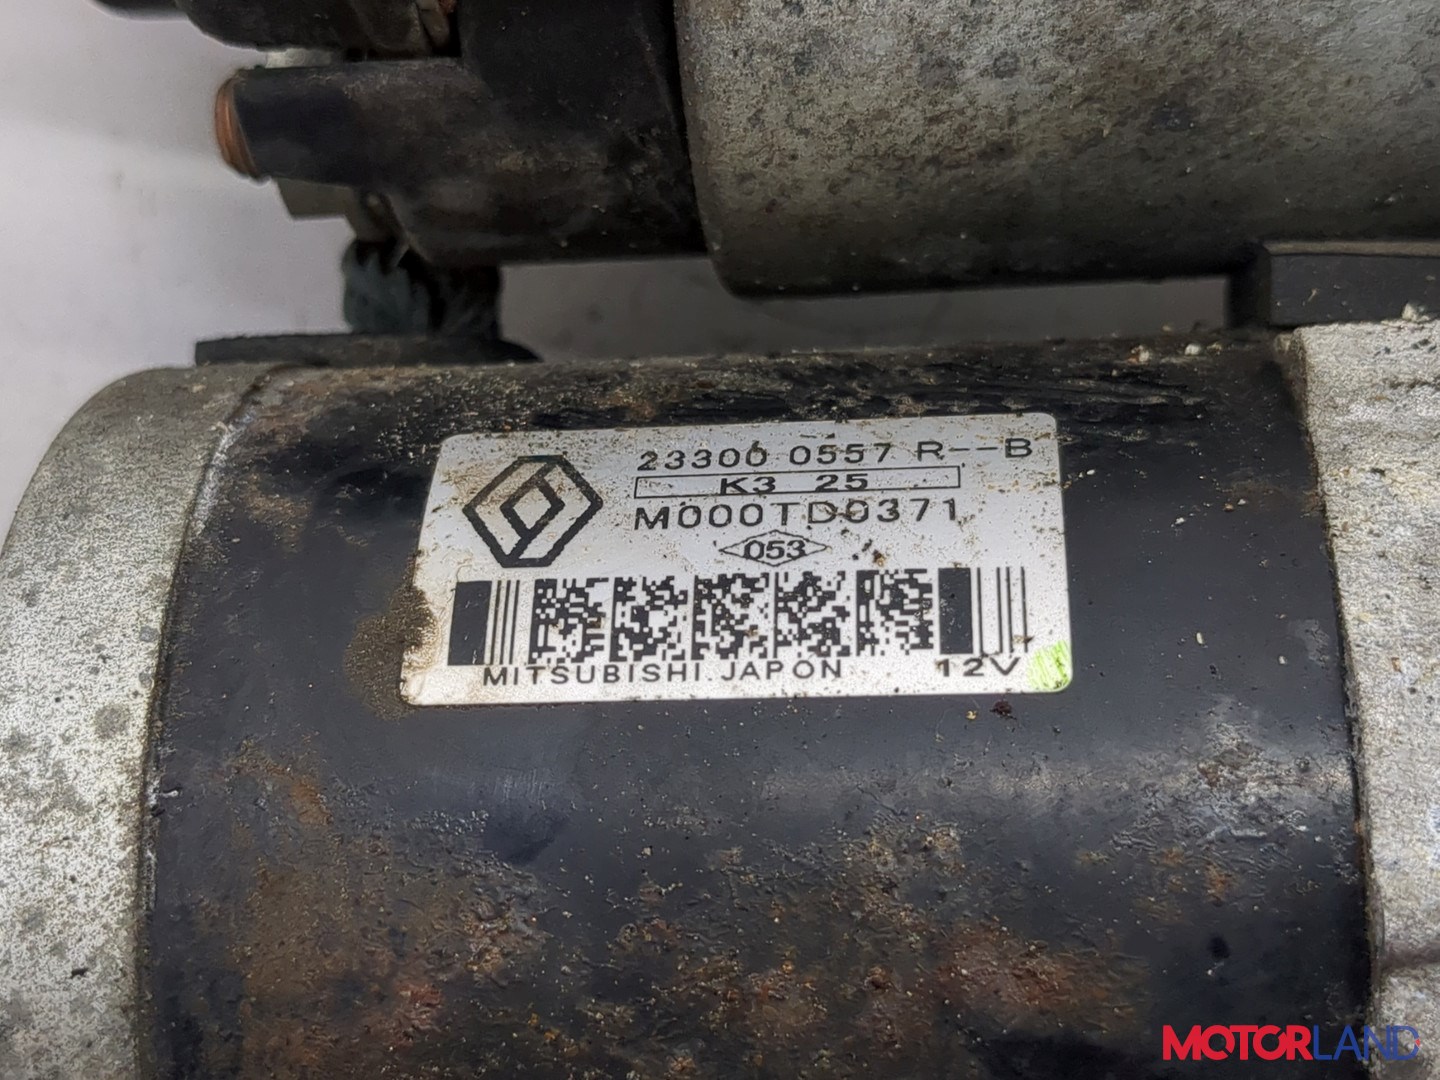 23300 0557 R--B
K3 25
M000TD0371
053
MITSUBISHI JAPON 12V
MOTORLAND